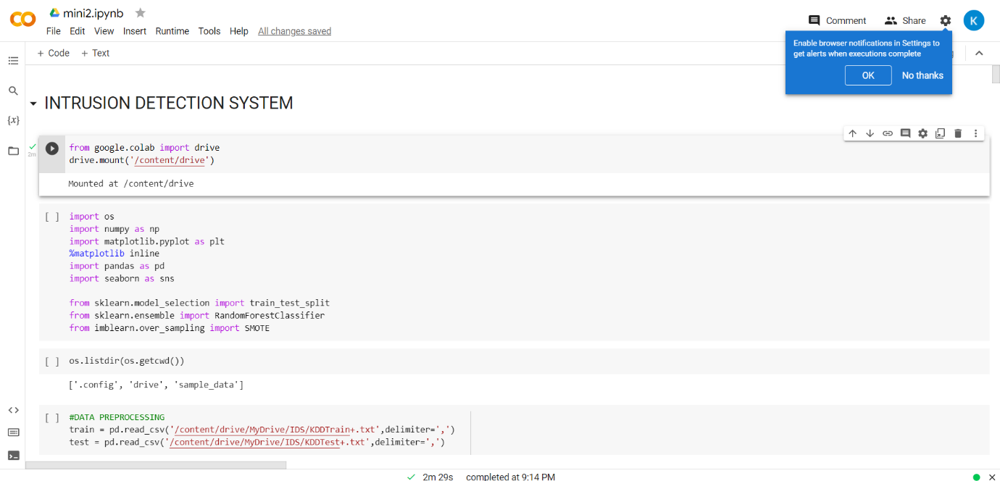 mini2.ipynb
File Edit View Insert Runtime Tools Help All changes saved
Comment Share K
Enable browser notifications in Settings to
get alerts when executions complete
OK No thanks
+ Code + Text
{x}
INTRUSION DETECTION SYSTEM
2m
from google.colab import drive
drive.mount('/content/drive')
Mounted at /content/drive
[ ] import os
import numpy as np
import matplotlib.pyplot as plt
%matplotlib inline
import pandas as pd
import seaborn as sns
from sklearn.model_selection import train_test_split
from sklearn.ensemble import RandomForestClassifier
from imblearn.over_sampling import SMOTE
[ ] os.listdir(os.getcwd())
['.config', 'drive', 'sample_data']
[ ] #DATA PREPROCESSING
train = pd.read_csv('/content/drive/MyDrive/IDS/KDDTrain+.txt',delimiter=',')
test = pd.read_csv('/content/drive/MyDrive/IDS/KDDTest+.txt',delimiter=',')
2m 29s completed at 9:14 PM